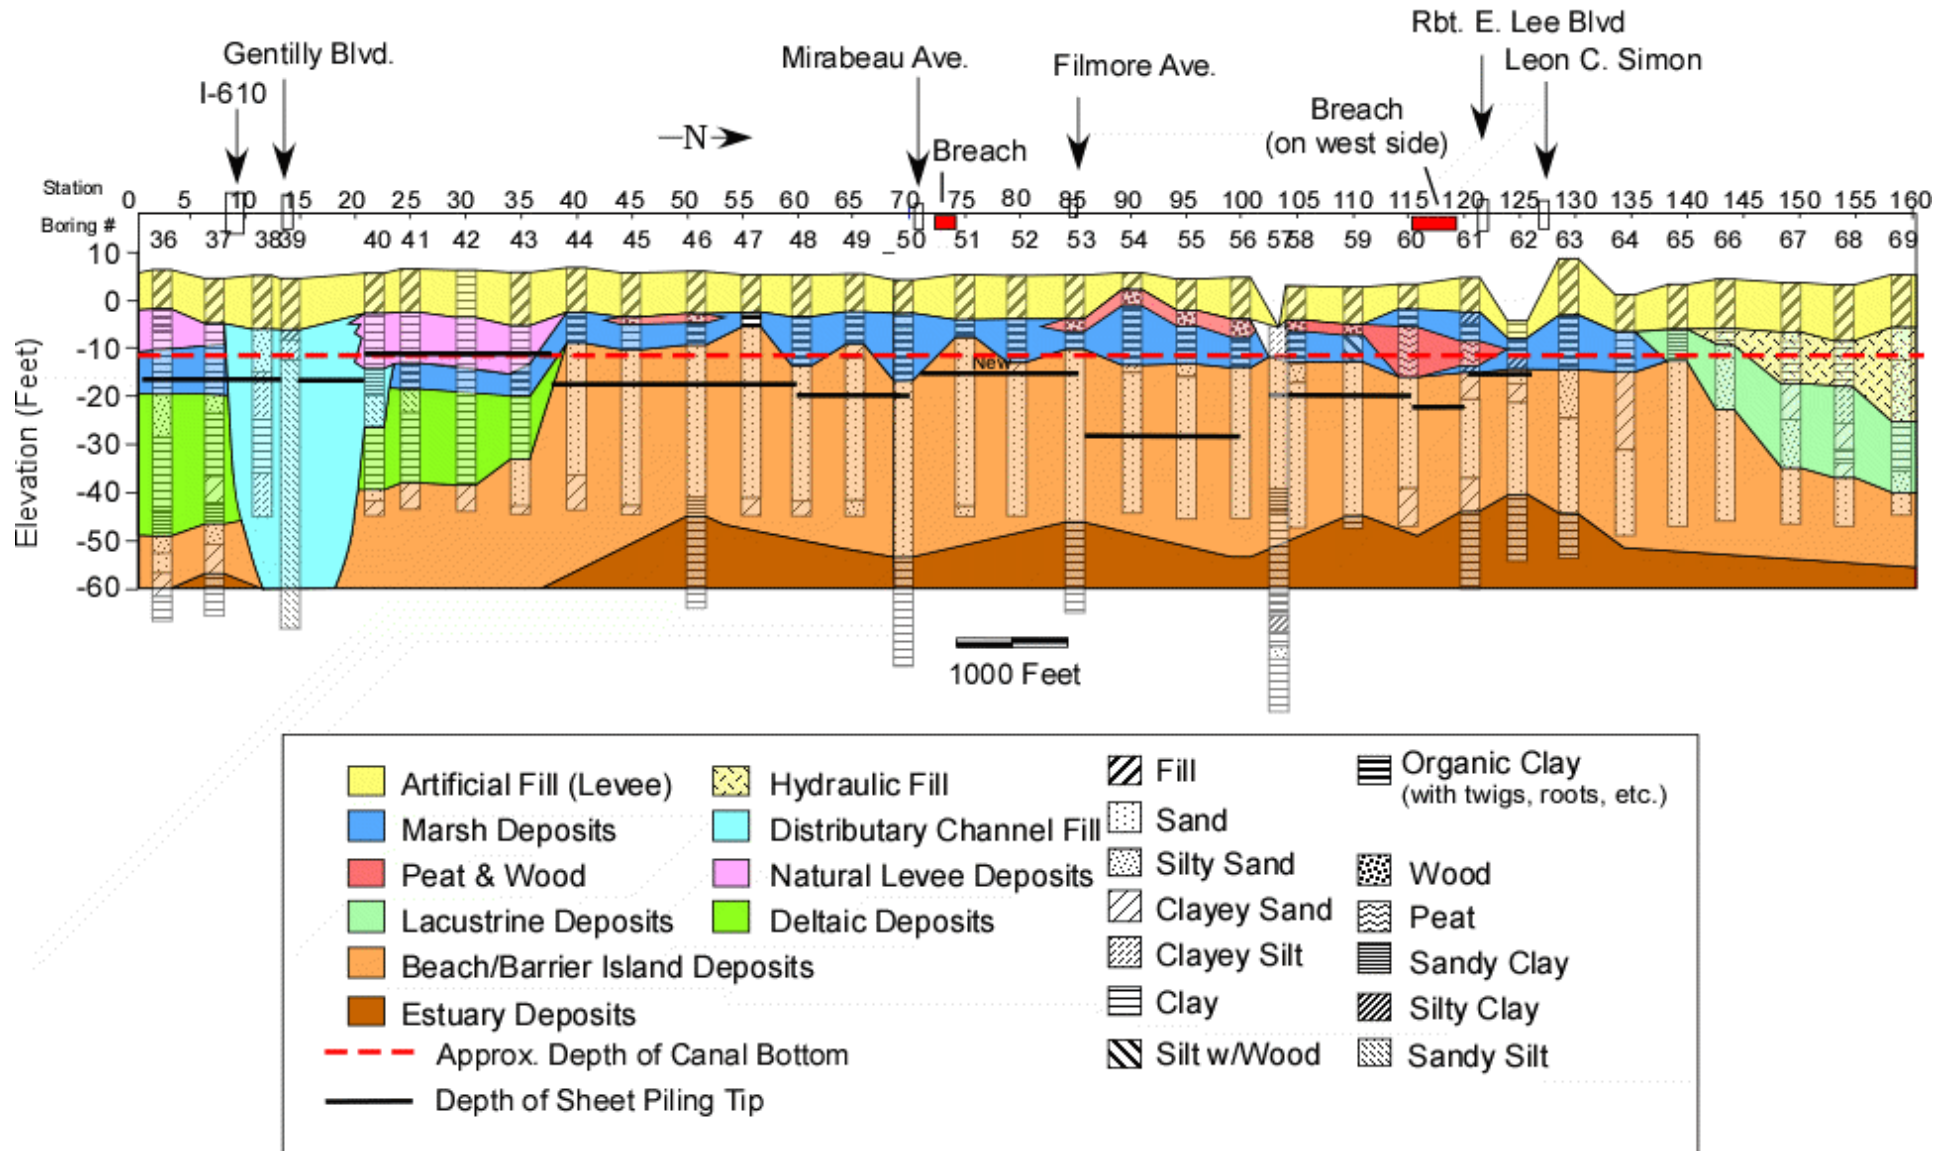 Rbt. E. Lee Blvd
Gentilly Blvd.
Mirabeau Ave.
Filmore Ave.
Leon C. Simon
I-610
Breach
(on west side)
N
Breach
Station
0 5 10 15 20 25 30 35 40 45 50 55 60 65 70 75 80 85 90 95 100 105 110 115 120 125 130 135 140 145 150 155 160
Boring #
36 37 38 39 40 41 42 43 44 45 46 47 48 49 50 51 52 53 54 55 56 57 58 59 60 61 62 63 64 65 66 67 68 69
Elevation (Feet)
10
0
-10
-20
-30
-40
-50
-60
New
1000 Feet
Artificial Fill (Levee)
Marsh Deposits
Peat & Wood
Lacustrine Deposits
Beach/Barrier Island Deposits
Estuary Deposits
Approx. Depth of Canal Bottom
Depth of Sheet Piling Tip
Hydraulic Fill
Distributary Channel Fill
Natural Levee Deposits
Deltaic Deposits
Fill
Sand
Silty Sand
Clayey Sand
Clayey Silt
Clay
Silt w/Wood
Organic Clay
(with twigs, roots, etc.)
Wood
Peat
Sandy Clay
Silty Clay
Sandy Silt